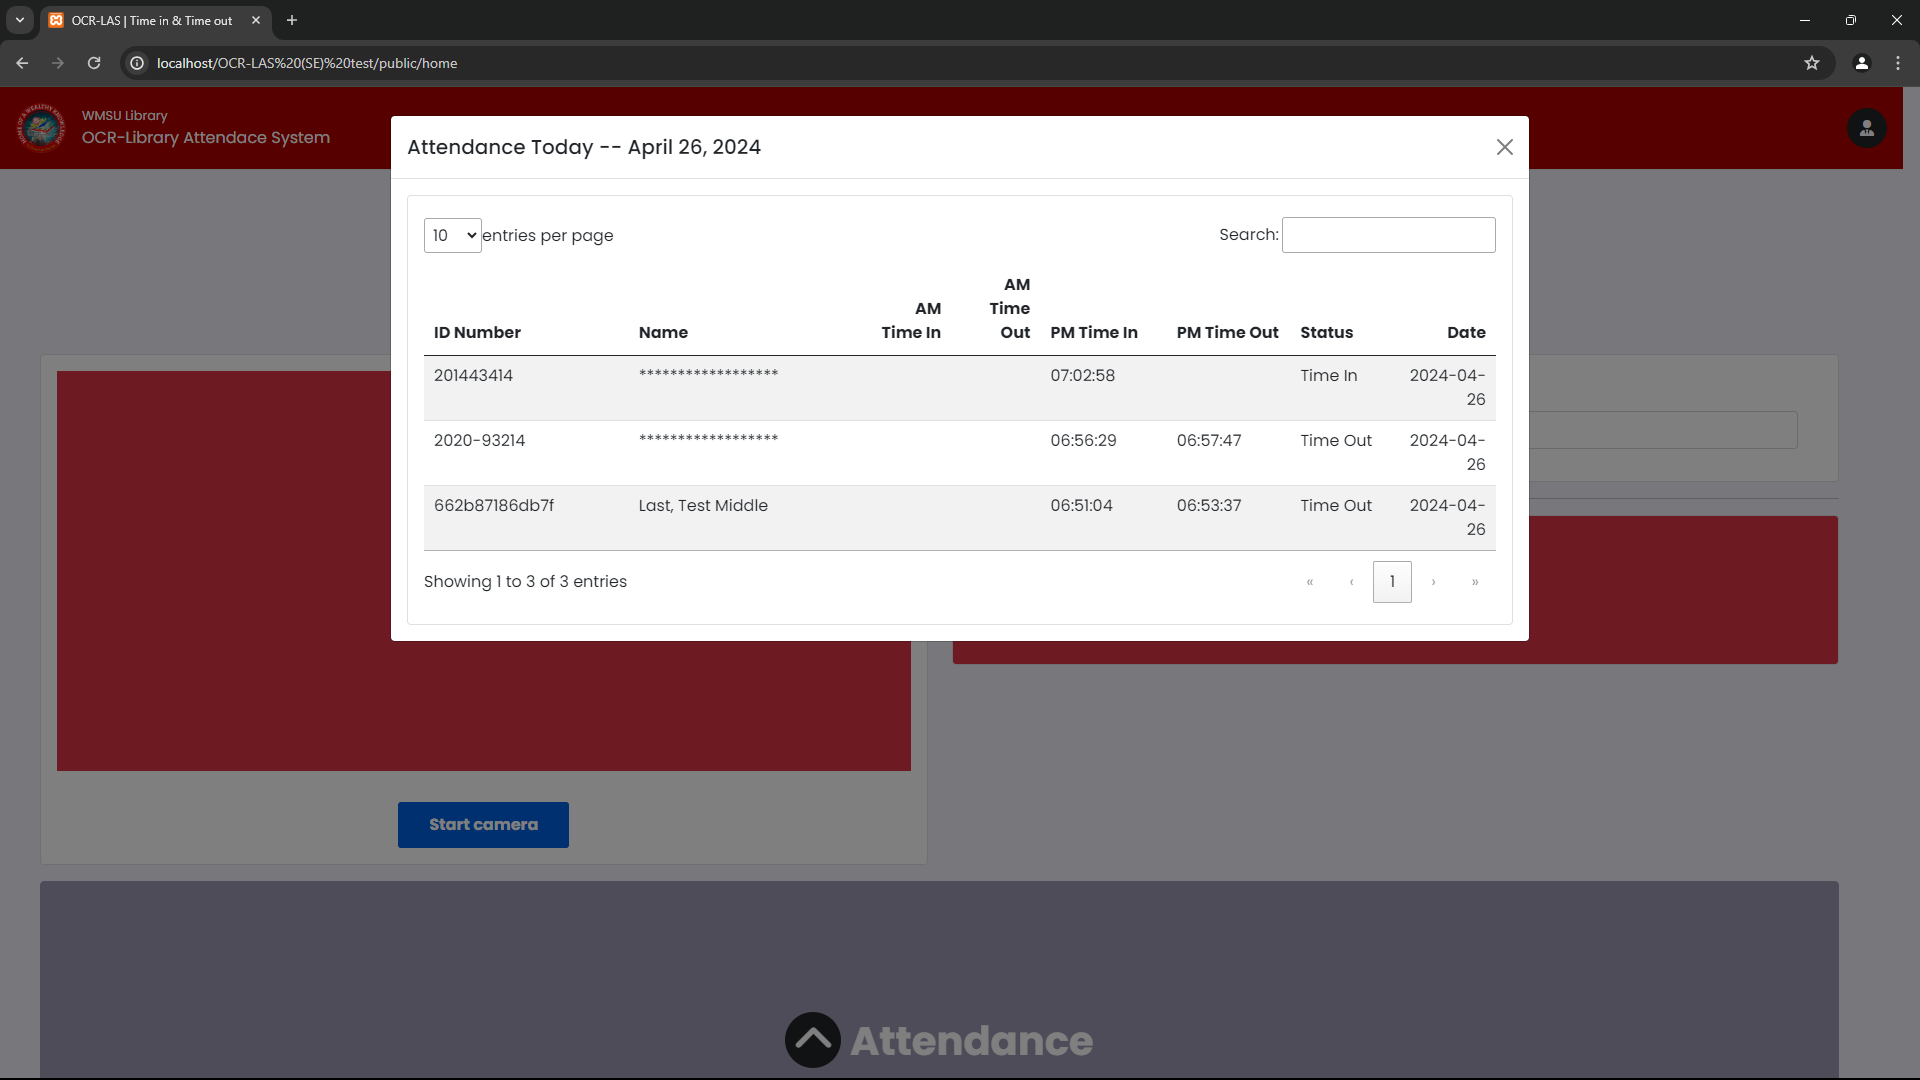 OCR-LAS | Time in & Time out
localhost/OCR-LAS%20(SE)%20test/public/home
WMSU Library
OCR-Library Attendace System
Attendance Today -- April 26, 2024
10 entries per page
Search:
ID Number Name AM Time In AM Time Out PM Time In PM Time Out Status Date
201443414 ****************** 07:02:58 Time In 2024-04-26
2020-93214 ****************** 06:56:29 06:57:47 Time Out 2024-04-26
662b87186db7f Last, Test Middle 06:51:04 06:53:37 Time Out 2024-04-26
Showing 1 to 3 of 3 entries
« ‹ 1 › »
Start camera
Attendance